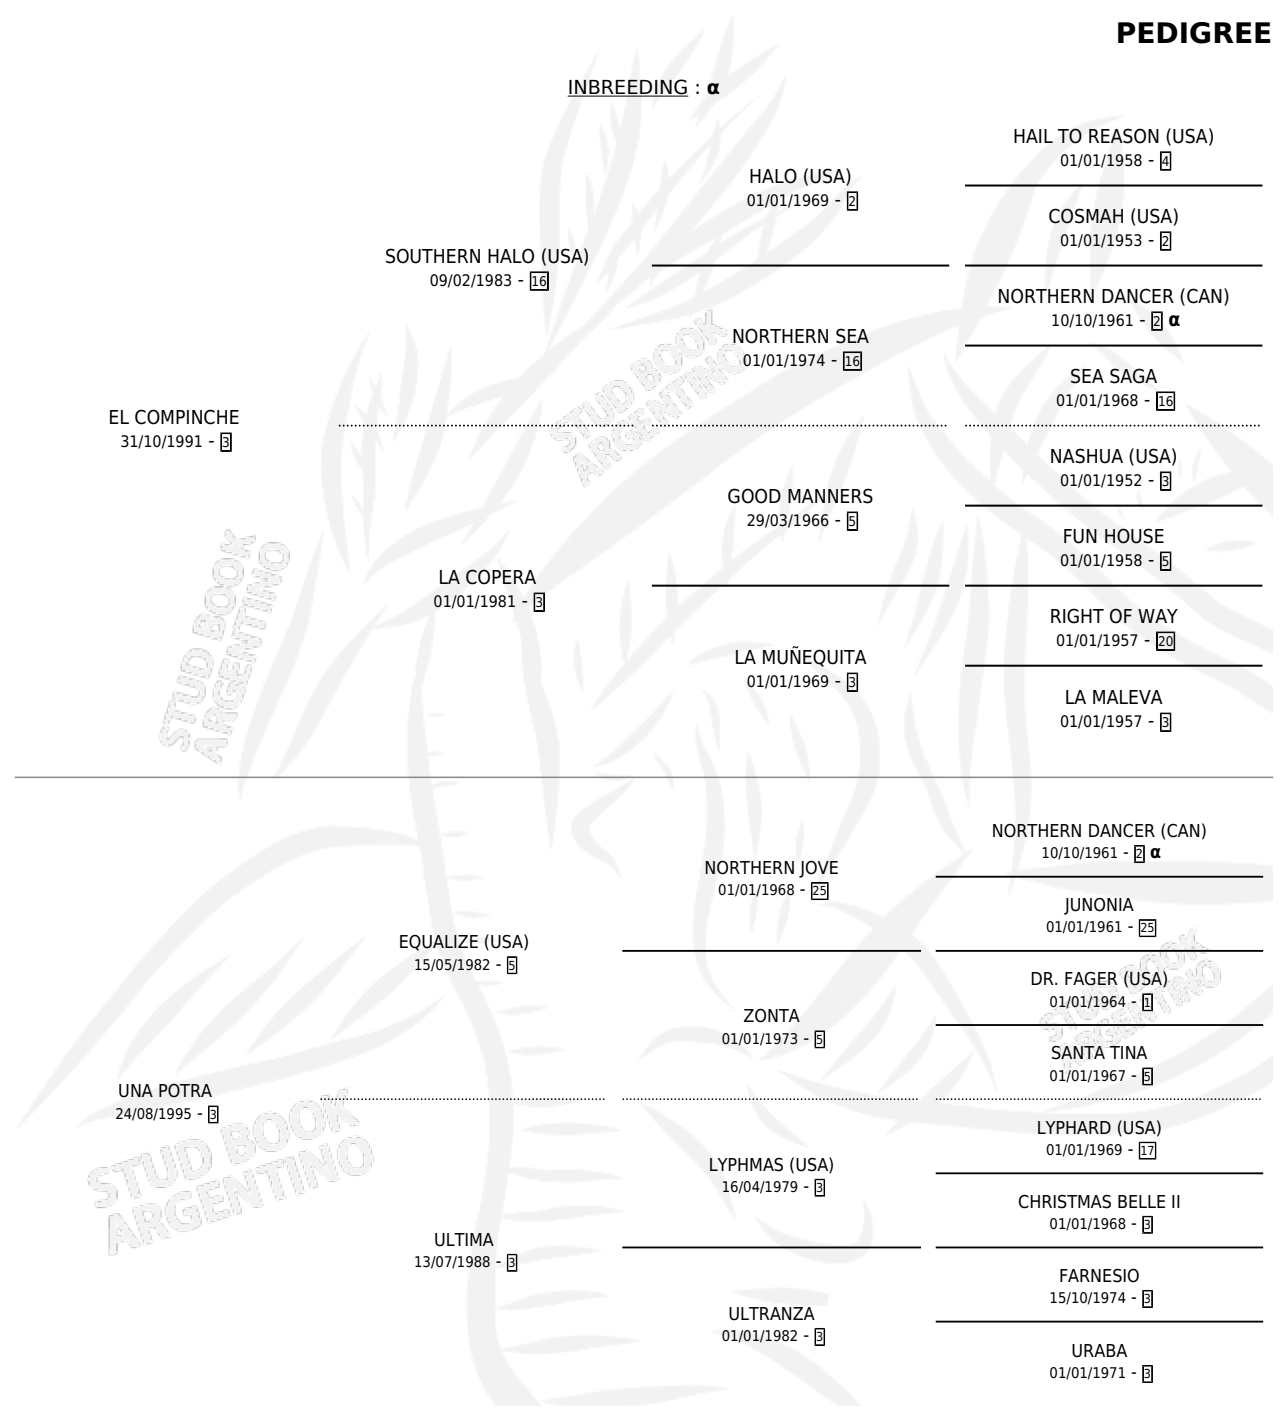 PEDIGREE
INBREEDING : α
HAIL TO REASON (USA)
01/01/1958 - 4
HALO (USA)
01/01/1969 - 2
COSMAH (USA)
01/01/1953 - 2
SOUTHERN HALO (USA)
09/02/1983 - 16
NORTHERN DANCER (CAN)
10/10/1961 - 2 α
NORTHERN SEA
01/01/1974 - 16
SEA SAGA
01/01/1968 - 16
EL COMPINCHE
31/10/1991 - 3
NASHUA (USA)
01/01/1952 - 3
GOOD MANNERS
29/03/1966 - 5
FUN HOUSE
01/01/1958 - 5
LA COPERA
01/01/1981 - 3
RIGHT OF WAY
01/01/1957 - 20
LA MUÑEQUITA
01/01/1969 - 3
LA MALEVA
01/01/1957 - 3
NORTHERN DANCER (CAN)
10/10/1961 - 2 α
NORTHERN JOVE
01/01/1968 - 25
JUNONIA
01/01/1961 - 25
EQUALIZE (USA)
15/05/1982 - 5
DR. FAGER (USA)
01/01/1964 - 1
ZONTA
01/01/1973 - 5
SANTA TINA
01/01/1967 - 5
UNA POTRA
24/08/1995 - 3
LYPHARD (USA)
01/01/1969 - 17
LYPHMAS (USA)
16/04/1979 - 3
CHRISTMAS BELLE II
01/01/1968 - 3
ULTIMA
13/07/1988 - 3
FARNESIO
15/10/1974 - 3
ULTRANZA
01/01/1982 - 3
URABA
01/01/1971 - 3
STUD BOOK
ARGENTINO
STUD BOOK
ARGENTINO
STUD BOOK
ARGENTINO
STUD BOOK
ARGENTINO